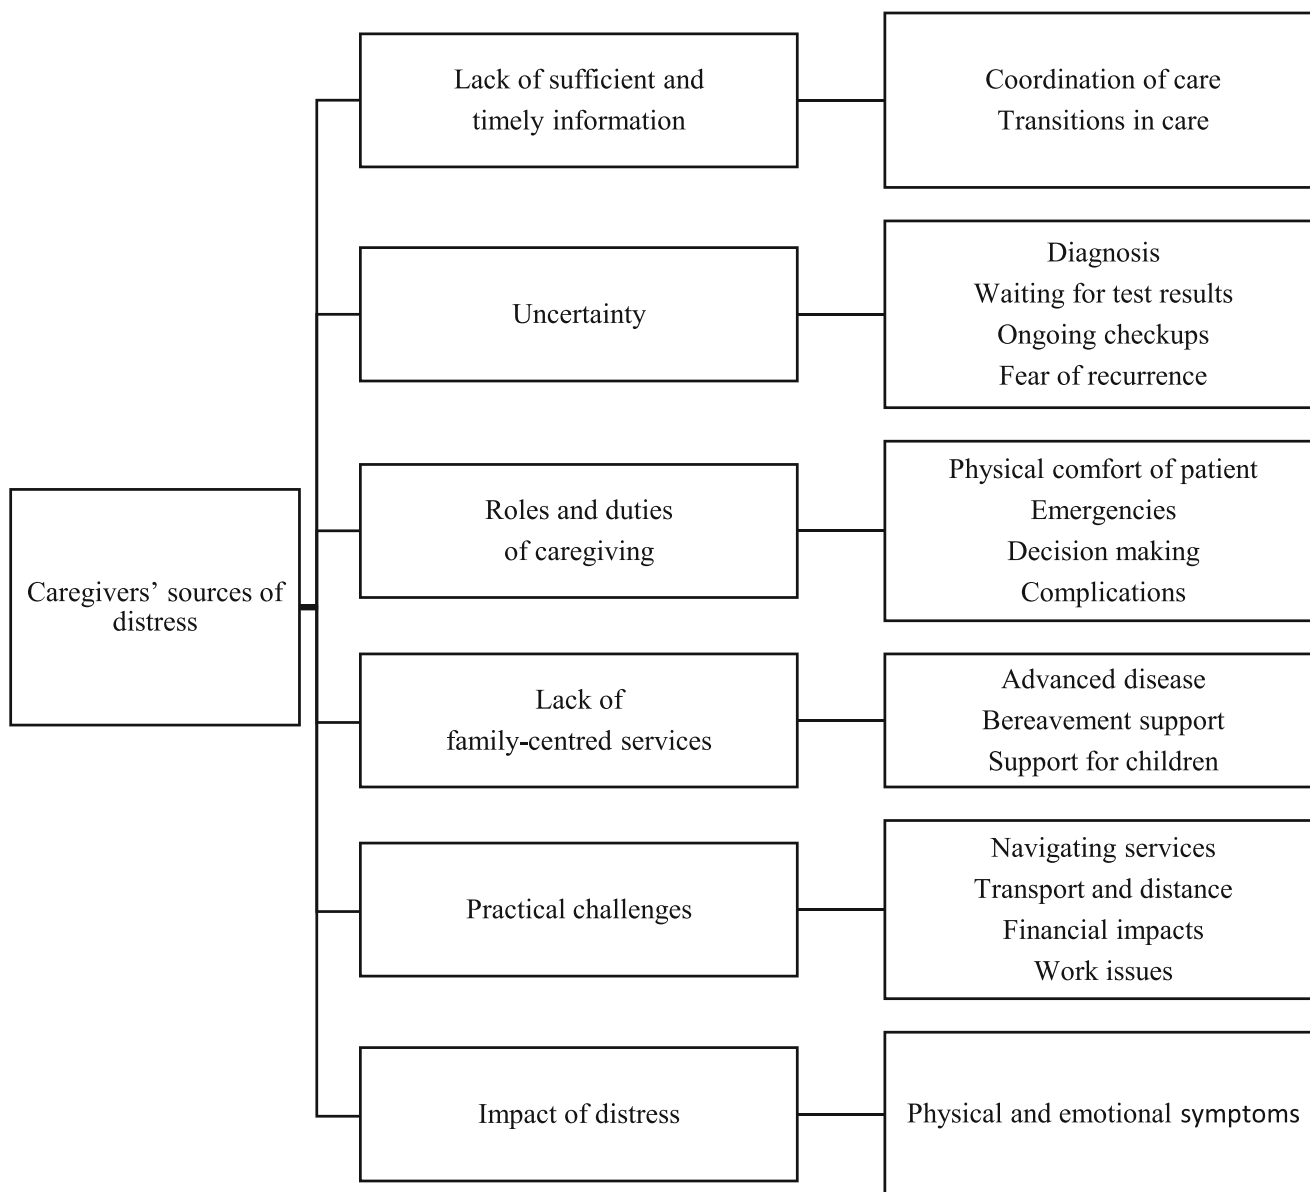 Caregivers’ sources of
distress
Lack of sufficient and
timely information
Coordination of care
Transitions in care
Uncertainty
Diagnosis
Waiting for test results
Ongoing checkups
Fear of recurrence
Roles and duties
of caregiving
Physical comfort of patient
Emergencies
Decision making
Complications
Lack of
family-centred services
Advanced disease
Bereavement support
Support for children
Practical challenges
Navigating services
Transport and distance
Financial impacts
Work issues
Impact of distress
Physical and emotional symptoms